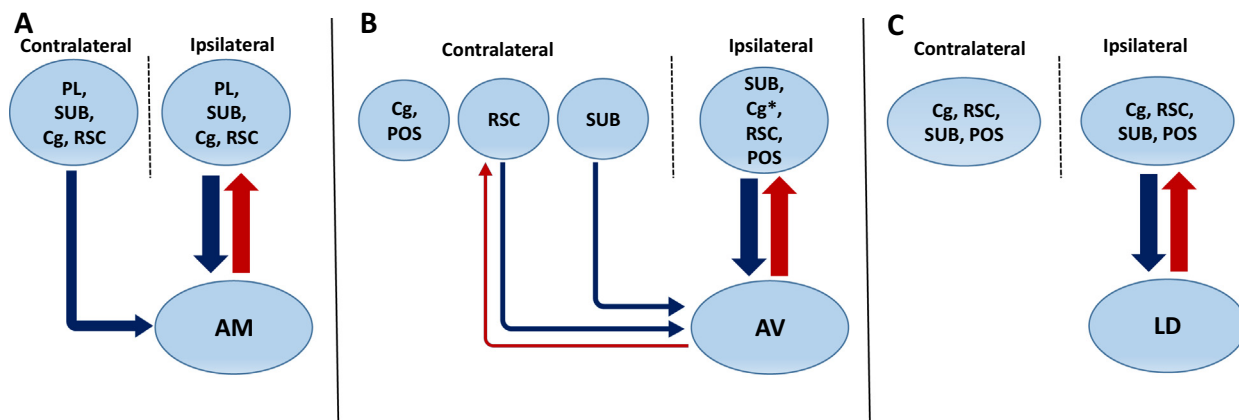 A
Contralateral
Ipsilateral
PL,
SUB,
Cg, RSC
PL,
SUB,
Cg, RSC
AM
B
Contralateral
Ipsilateral
Cg,
POS
RSC
SUB
SUB,
Cg*,
RSC,
POS
AV
C
Contralateral
Ipsilateral
Cg, RSC,
SUB, POS
Cg, RSC,
SUB, POS
LD